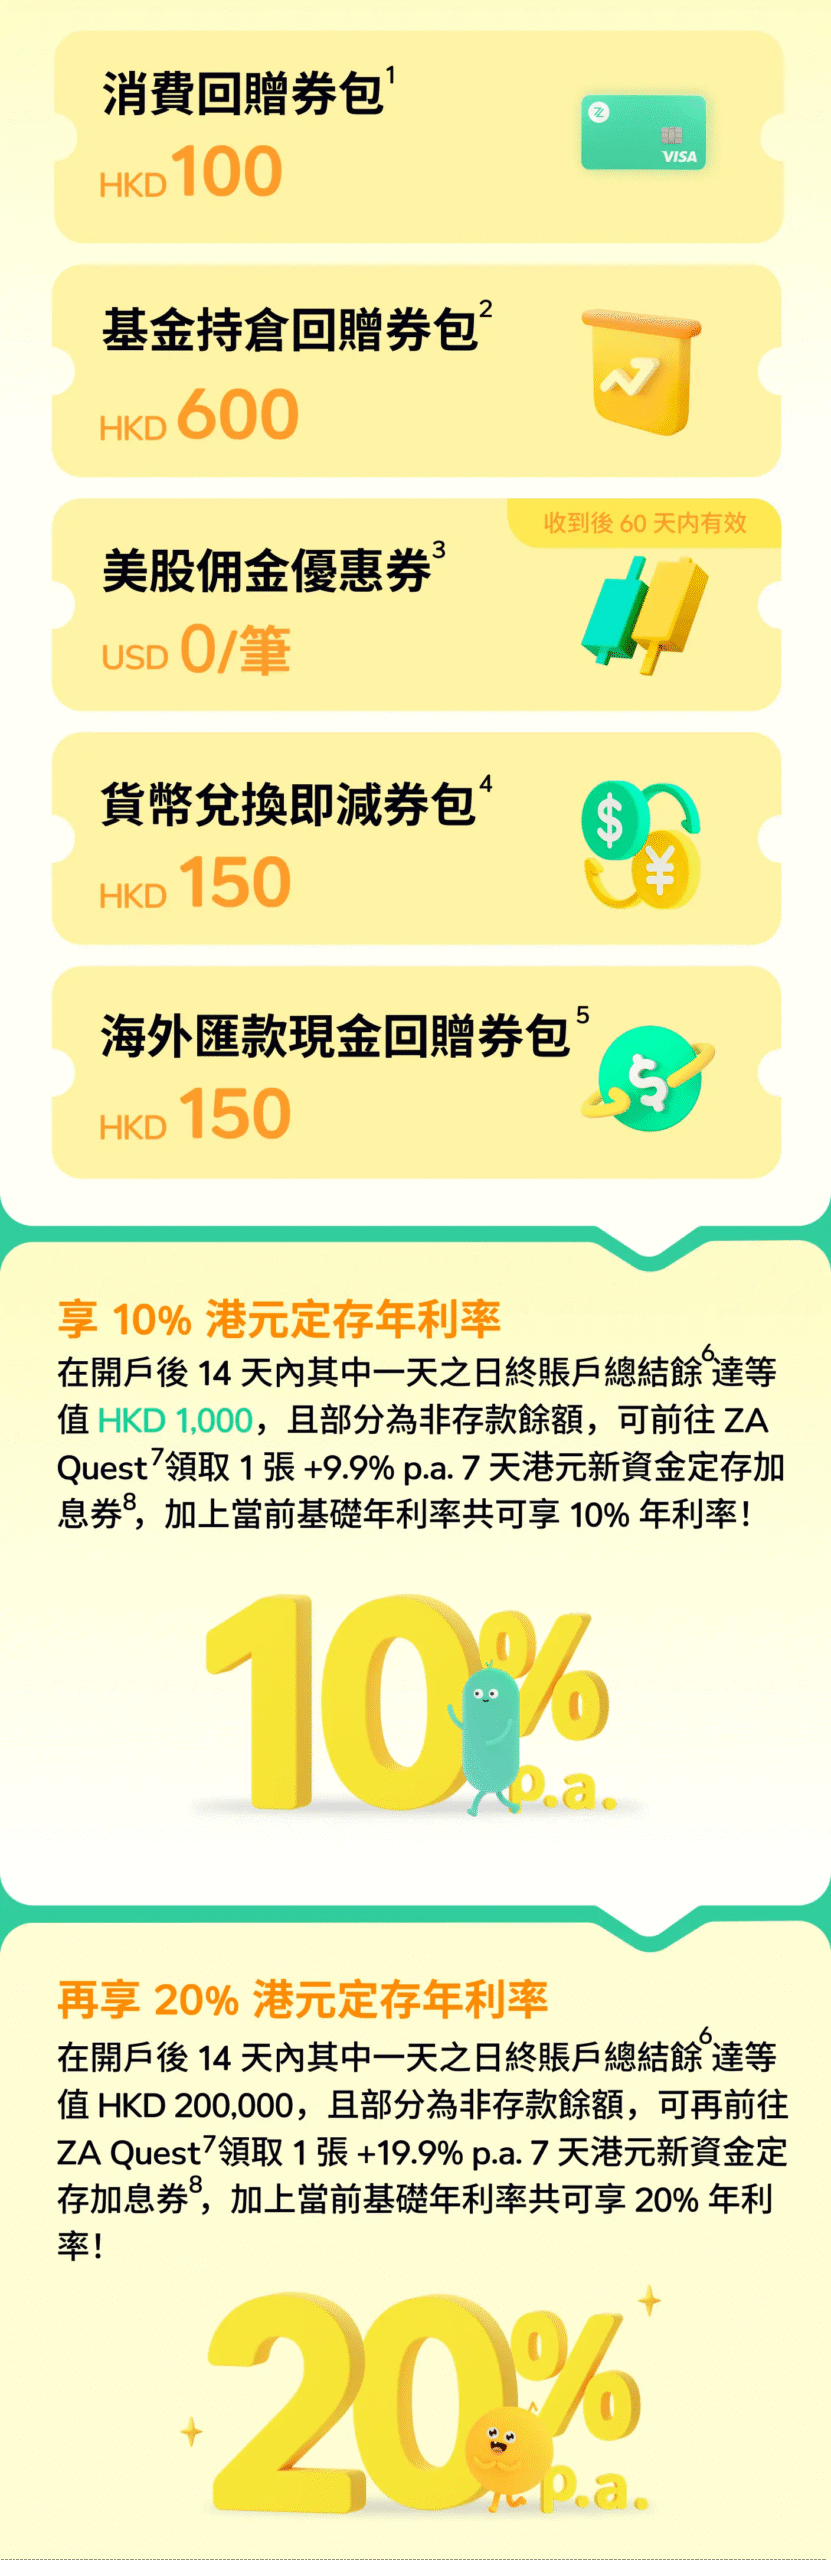 消費回贈券包1
HKD 100
VISA
基金持倉回贈券包2
HKD 600
收到後 60 天内有效
美股佣金優惠券3
USD 0/筆
貨幣兌換即減券包4
HKD 150
$
¥
海外匯款現金回贈券包5
HKD 150
$
享 10% 港元定存年利率
在開戶後 14 天內其中一天之日終賬戶總結餘6達等
值 HKD 1,000，且部分為非存款餘額，可前往 ZA
Quest7領取 1 張 +9.9% p.a. 7 天港元新資金定存加
息券8，加上當前基礎年利率共可享 10% 年利率！
10%
p.a.
再享 20% 港元定存年利率
在開戶後 14 天內其中一天之日終賬戶總結餘6達等
值 HKD 200,000，且部分為非存款餘額，可再前往
ZA Quest7領取 1 張 +19.9% p.a. 7 天港元新資金定
存加息券8，加上當前基礎年利率共可享 20% 年利
率！
20%
p.a.